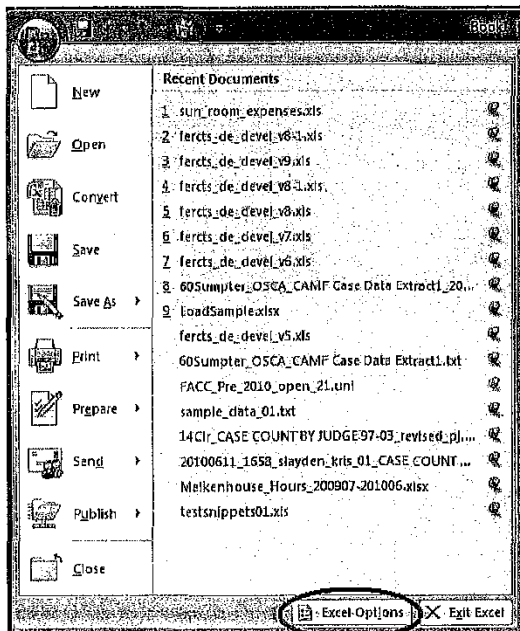 Book
New
Open
Convert
Save
Save As
Print
Prepare
Send
Publish
Close
Recent Documents
1 sun_room_expenses.xls
2 fercts_de_devel_v8-1.xls
3 fercts_de_devel_v9.xls
4 fercts_de_devel_v8-1.xls
5 fercts_de_devel_v8.xls
6 fercts_de_devel_v7.xls
7 fercts_de_devel_v6.xls
8 60Sumpter_OSCA_CAMF Case Data Extract1_20...
9 LoadSample.xlsx
fercts_de_devel_v5.xls
60Sumpter_OSCA_CAMF Case Data Extract1.txt
FACC_Pre_2010_open_21.uni
sample_data_01.txt
14Cir_CASE COUNT BY JUDGE 97-03_revised_pj....
20100611_1658_slayden_kris_01_CASE COUNT ...
Meikenhouse_Hours_200907-201006.xlsx
testsnippets01.xls
Excel Options
Exit Excel